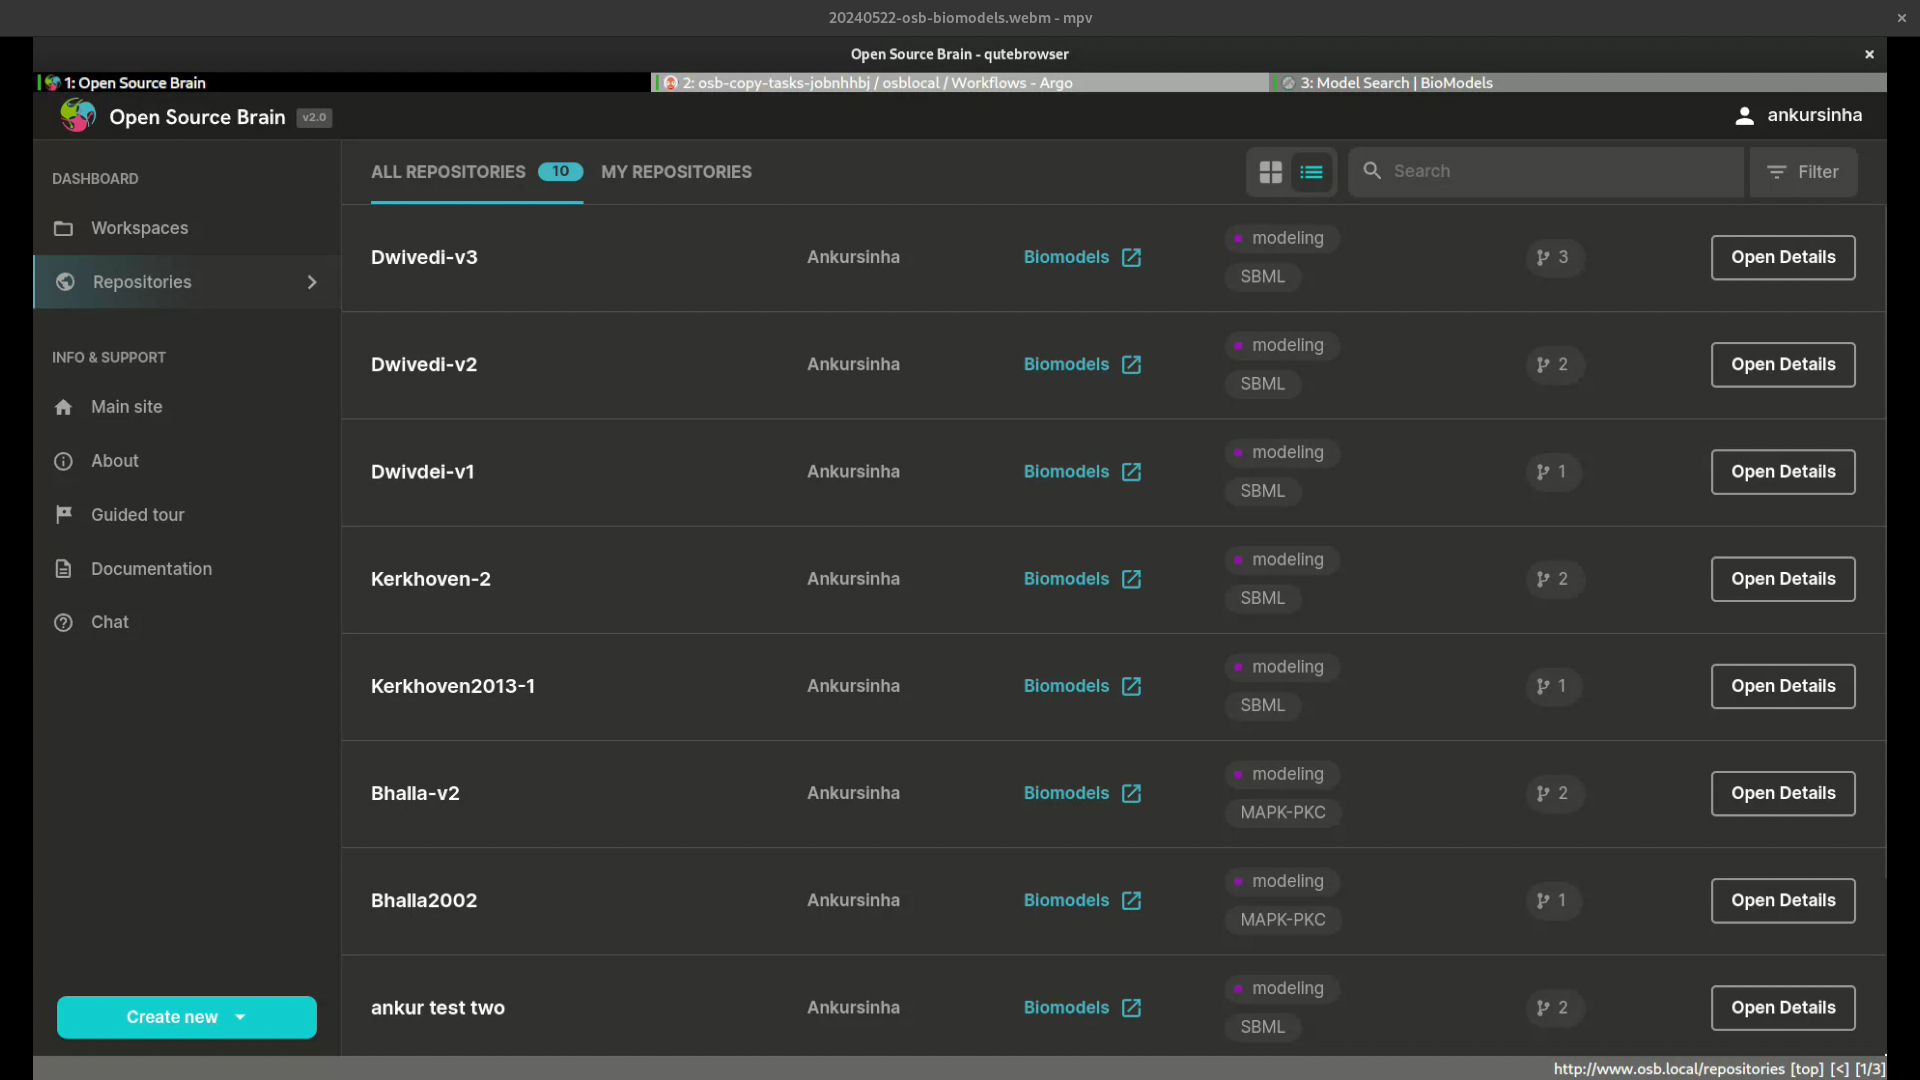 20240522-osb-biomodels.webm - mpv
Open Source Brain - qutebrowser
1: Open Source Brain
2: osb-copy-tasks-jobnhhbj / osblocal / Workflows - Argo
3: Model Search | BioModels
Open Source Brain v2.0
ankursinha
DASHBOARD
Workspaces
Repositories
INFO & SUPPORT
Main site
About
Guided tour
Documentation
Chat
Create new
ALL REPOSITORIES 10 MY REPOSITORIES
Search
Filter
Dwivedi-v3 Ankursinha Biomodels modeling SBML 3 Open Details
Dwivedi-v2 Ankursinha Biomodels modeling SBML 2 Open Details
Dwivdei-v1 Ankursinha Biomodels modeling SBML 1 Open Details
Kerkhoven-2 Ankursinha Biomodels modeling SBML 2 Open Details
Kerkhoven2013-1 Ankursinha Biomodels modeling SBML 1 Open Details
Bhalla-v2 Ankursinha Biomodels modeling MAPK-PKC 2 Open Details
Bhalla2002 Ankursinha Biomodels modeling MAPK-PKC 1 Open Details
ankur test two Ankursinha Biomodels modeling SBML 2 Open Details
http://www.osb.local/repositories [top] [<] [1/3]